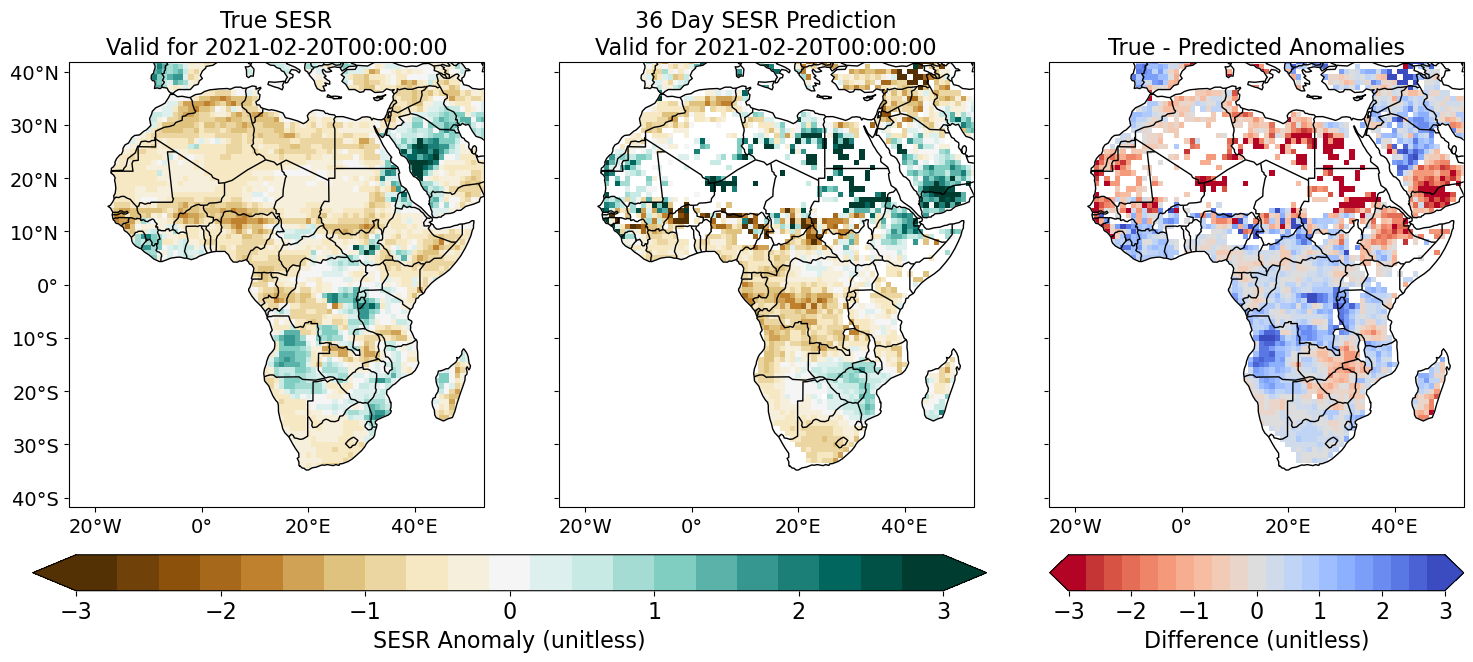 True SESR
Valid for 2021-02-20T00:00:00
36 Day SESR Prediction
Valid for 2021-02-20T00:00:00
True - Predicted Anomalies
40°N
30°N
20°N
10°N
0°
10°S
20°S
30°S
40°S
20°W 0° 20°E 40°E
20°W 0° 20°E 40°E
20°W 0° 20°E 40°E
−3 −2 −1 0 1 2 3
SESR Anomaly (unitless)
−3 −2 −1 0 1 2 3
Difference (unitless)